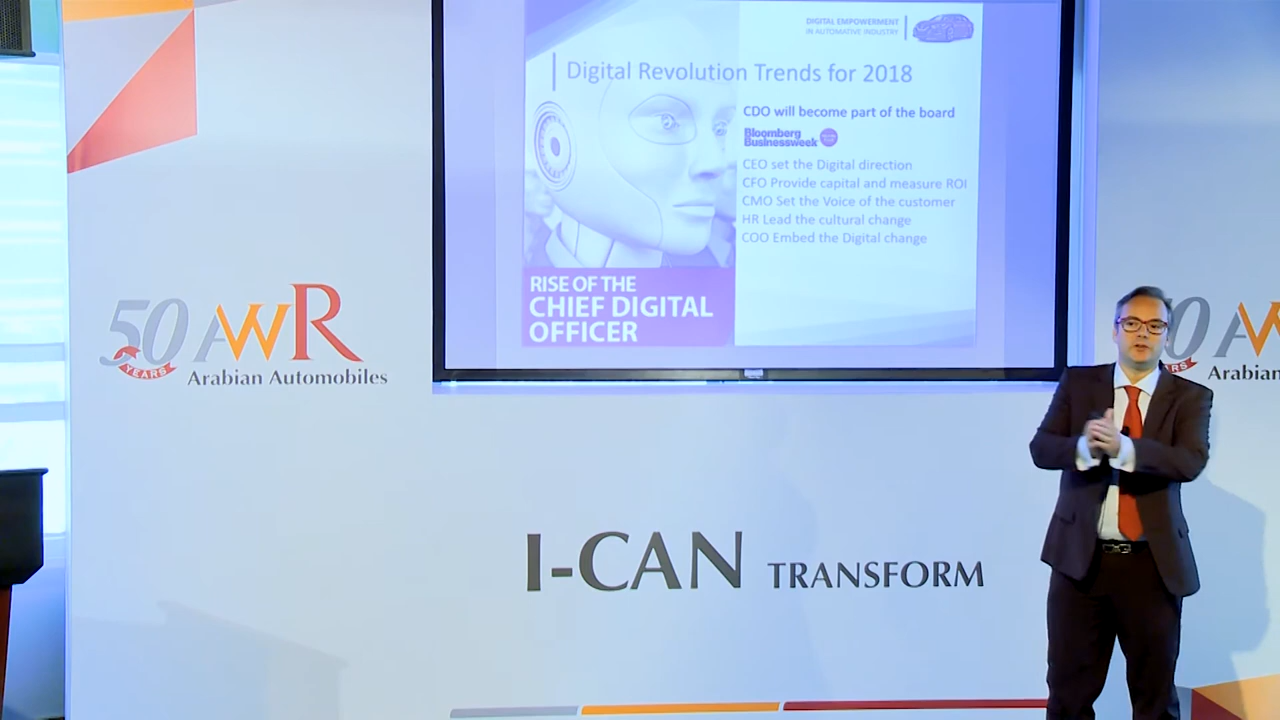 DIGITAL EMPOWERMENT
IN AUTOMATIVE INDUSTRY
Digital Revolution Trends for 2018
CDO will become part of the board
Bloomberg
Businessweek
CEO set the Digital direction
CFO Provide capital and measure ROI
CMO Set the Voice of the customer
HR Lead the cultural change
COO Embed the Digital change
RISE OF THE
CHIEF DIGITAL
OFFICER
50 AWR
YEARS
Arabian Automobiles
0 AW
RS
Arabian
I-CAN TRANSFORM